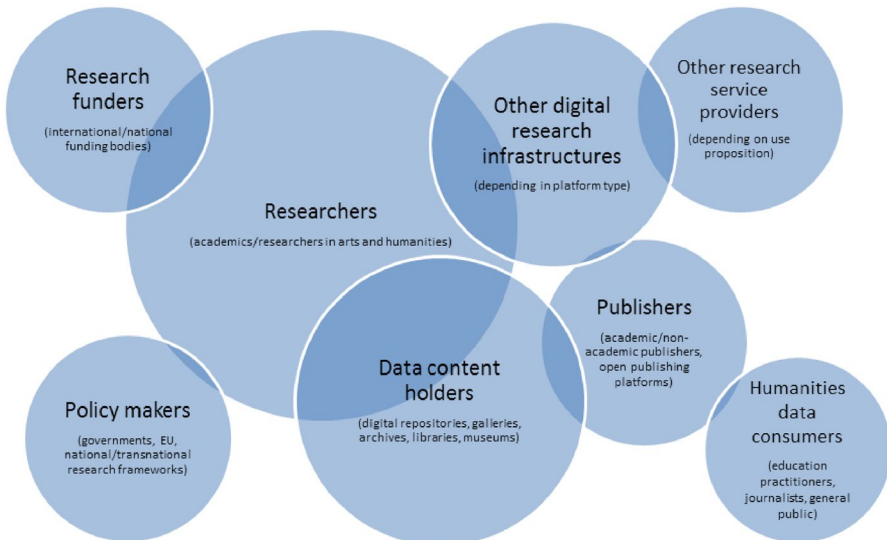 Research
funders
(international/national
funding bodies)
Researchers
(academics/researchers in arts and humanities)
Other digital
research
infrastructures
(depending in platform type)
Other research
service
providers
(depending on use
proposition)
Policy makers
(governments, EU,
national/transnational
research frameworks)
Data content
holders
(digital repositories, galleries,
archives, libraries, museums)
Publishers
(academic/non-
academic publishers,
open publishing
platforms)
Humanities
data
consumers
(education
practitioners,
journalists, general
public)